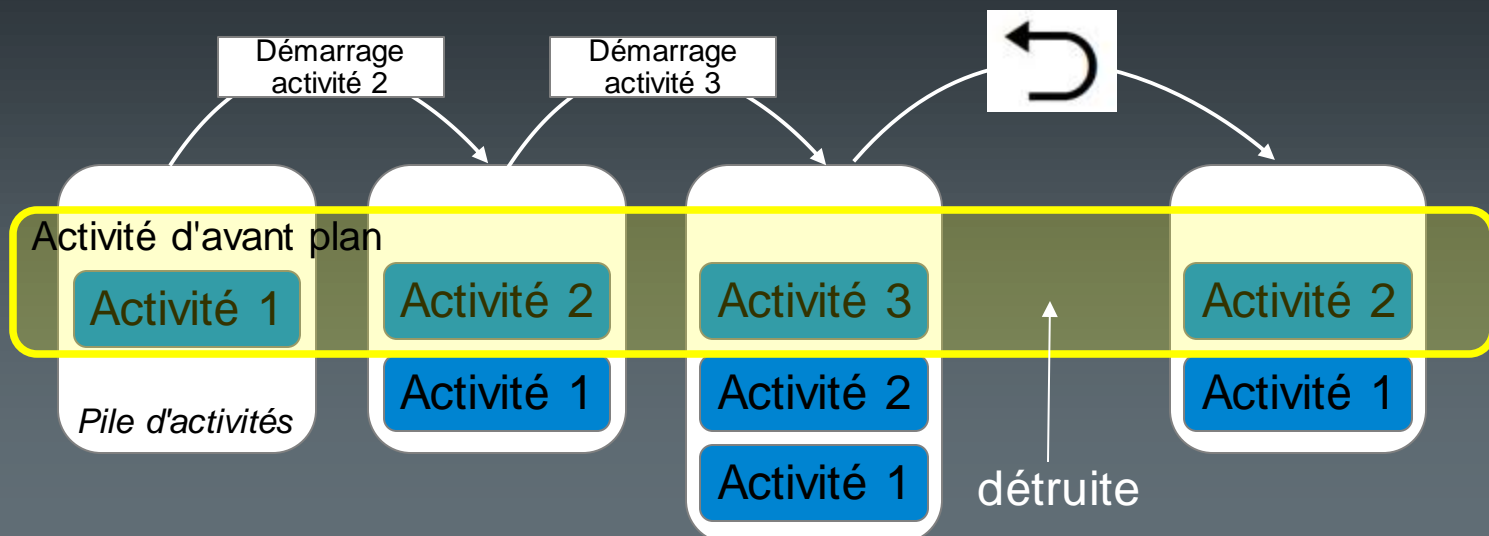 Démarrage
activité 2
Démarrage
activité 3
Activité d'avant plan
Activité 1
Activité 2
Activité 3
Activité 2
Activité 1
Activité 2
Activité 1
Pile d'activités
Activité 1
détruite